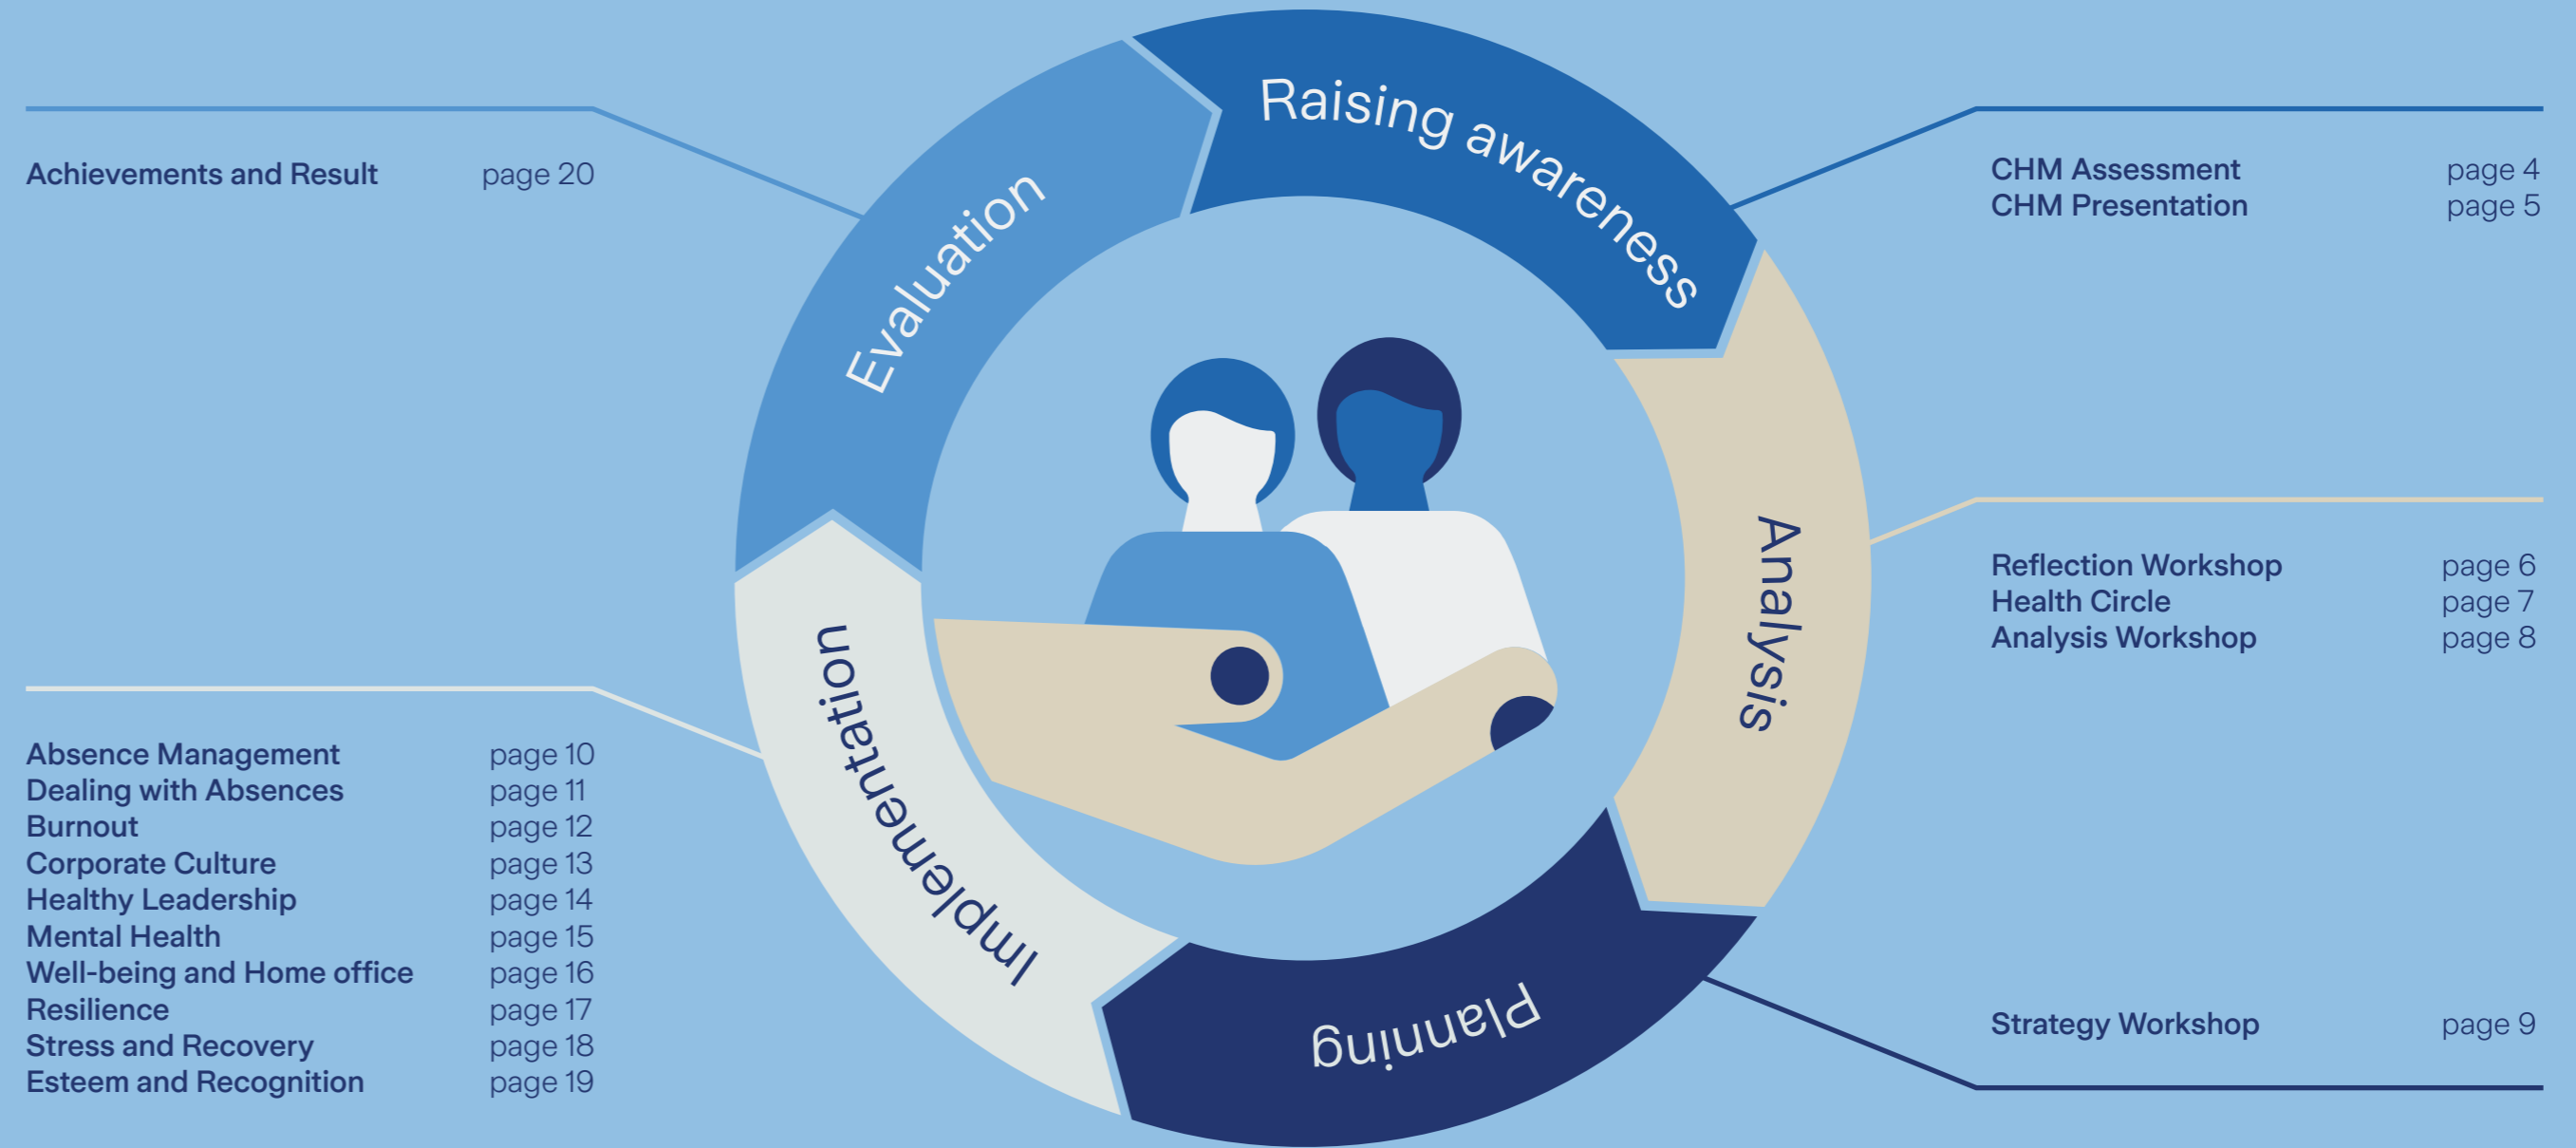 Raising awareness
CHM Assessment page 4
CHM Presentation page 5
Analysis
Reflection Workshop page 6
Health Circle page 7
Analysis Workshop page 8
Planning
Strategy Workshop page 9
Implementation
Absence Management page 10
Dealing with Absences page 11
Burnout page 12
Corporate Culture page 13
Healthy Leadership page 14
Mental Health page 15
Well-being and Home office page 16
Resilience page 17
Stress and Recovery page 18
Esteem and Recognition page 19
Evaluation
Achievements and Result page 20